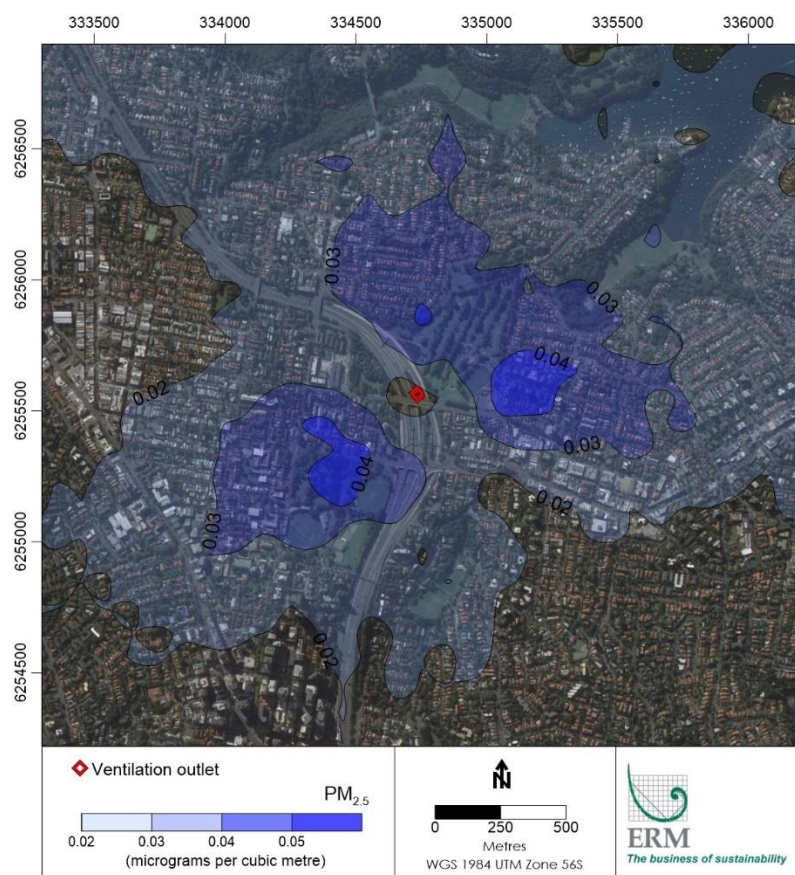 333500 334000 334500 335000 335500 336000
6256500
6256000
6255500
6255000
6254500
0.03
0.03
0.04
0.02
0.03
0.04
0.03
0.02
0.02
Ventilation outlet
PM2.5
0.02 0.03 0.04 0.05
(micrograms per cubic metre)
N
0 250 500
Metres
WGS 1984 UTM Zone 56S
ERM
The business of sustainability